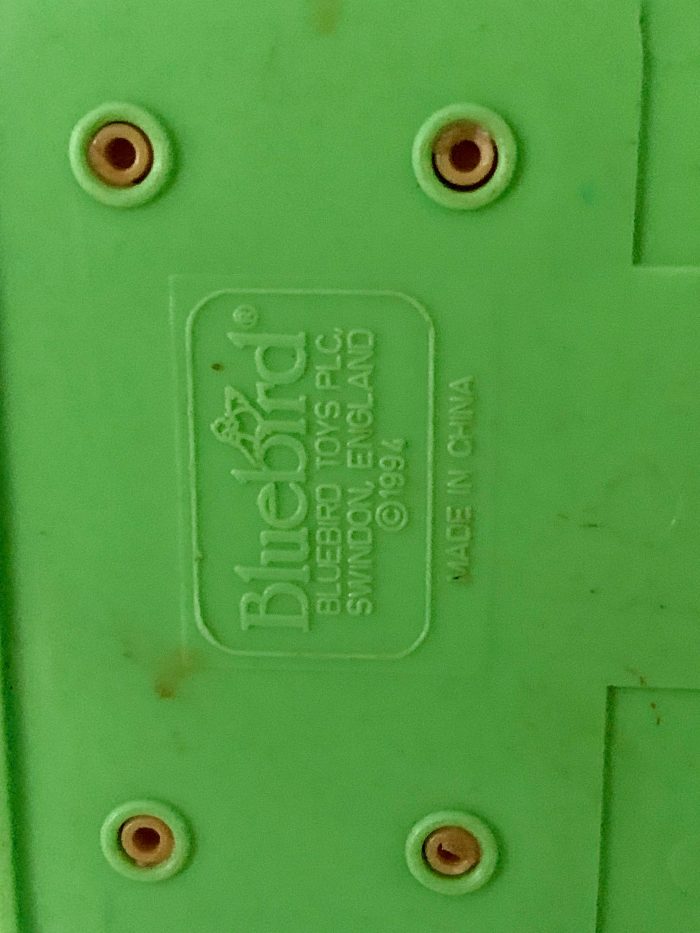 Bluebird®
BLUEBIRD TOYS PLC,
SWINDON, ENGLAND
©1994
MADE IN CHINA